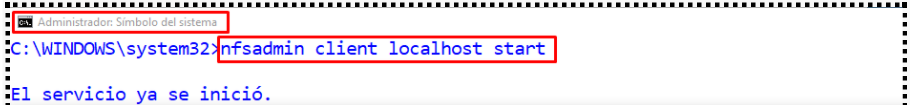 Administrador: Símbolo del sistema
C:\WINDOWS\system32>nfsadmin client localhost start
El servicio ya se inició.